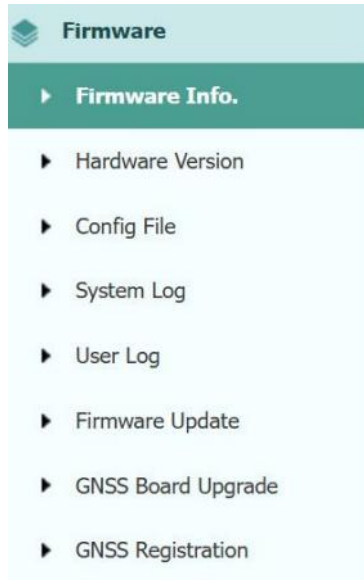 Firmware
Firmware Info.
Hardware Version
Config File
System Log
User Log
Firmware Update
GNSS Board Upgrade
GNSS Registration